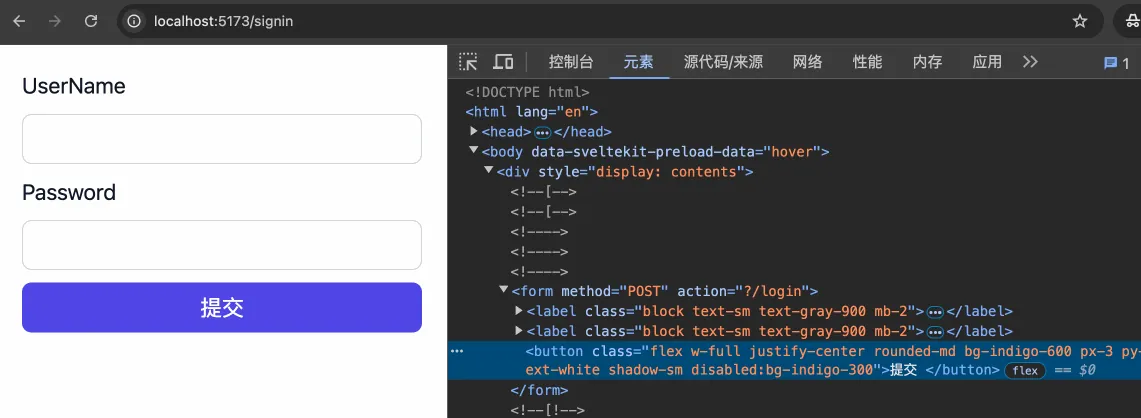 localhost:5173/signin
UserName
Password
提交
控制台 元素 源代码/来源 网络 性能 内存 应用 1
<!DOCTYPE html>
<html lang="en">
<head>•••</head>
<body data-sveltekit-preload-data="hover">
<div style="display: contents">
<!--[-->
<!--[-->
<!---->
<!---->
<!---->
<form method="POST" action="?/login">
<label class="block text-sm text-gray-900 mb-2">•••</label>
<label class="block text-sm text-gray-900 mb-2">•••</label>
<button class="flex w-full justify-center rounded-md bg-indigo-600 px-3 py-
ext-white shadow-sm disabled:bg-indigo-300">提交 </button> flex == $0
</form>
<!--[!-->